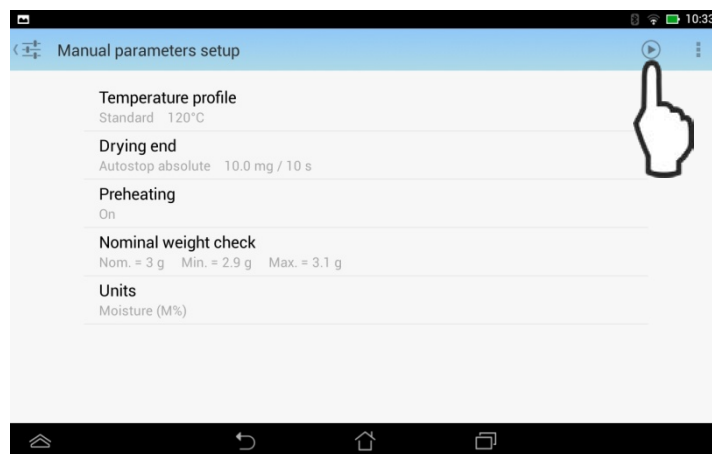 10:33
Manual parameters setup
Temperature profile
Standard 120°C
Drying end
Autostop absolute 10.0 mg / 10 s
Preheating
On
Nominal weight check
Nom. = 3 g Min. = 2.9 g Max. = 3.1 g
Units
Moisture (M%)